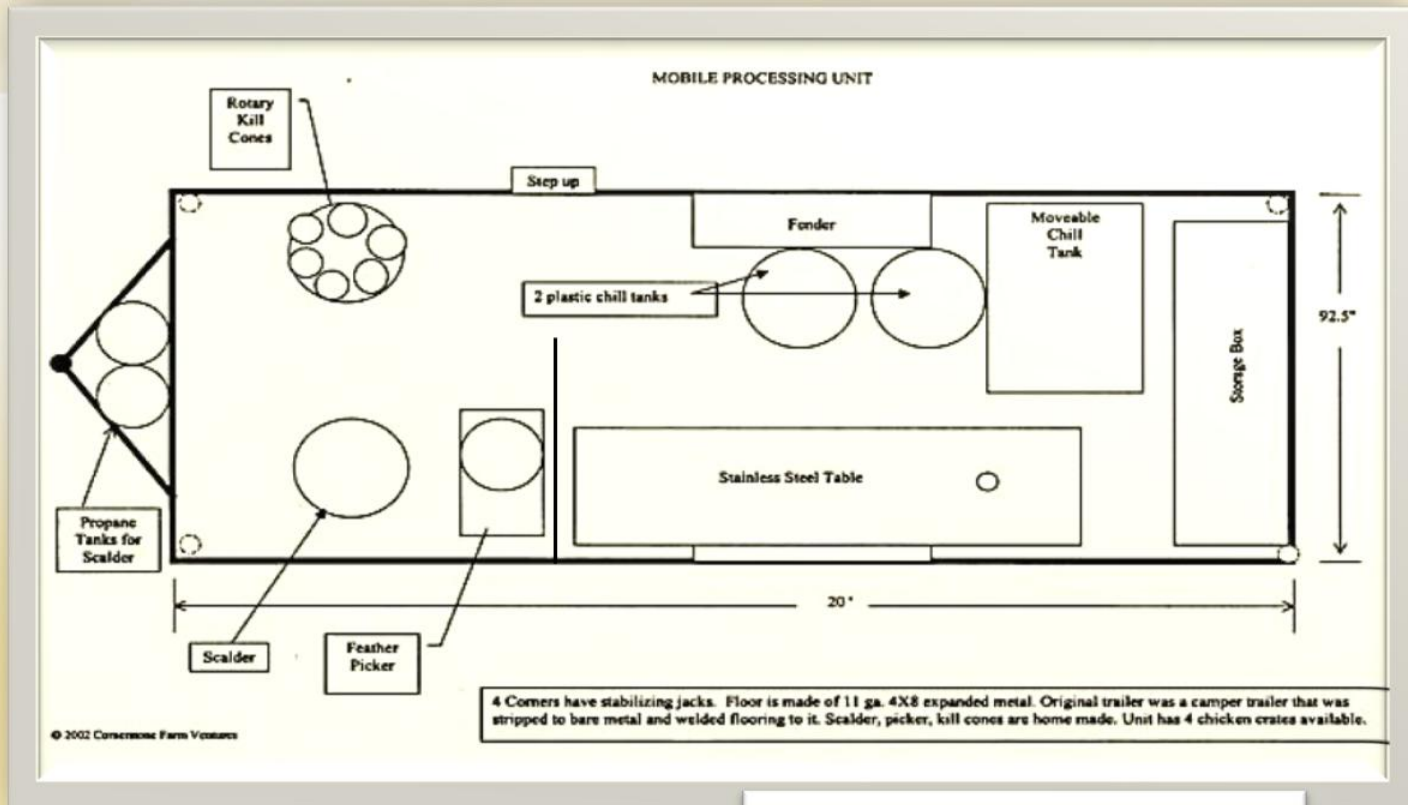 MOBILE PROCESSING UNIT
Rotary
Kill
Cones
Step up
Fender
Moveable
Chill
Tank
2 plastic chill tanks
92.5"
Storage Box
Stainless Steel Table
Propane
Tanks for
Scalder
20 '
Scalder
Feather
Picker
4 Corners have stabilizing jacks. Floor is made of 11 ga. 4X8 expanded metal. Original trailer was a camper trailer that was
stripped to bare metal and welded flooring to it. Scalder, picker, kill cones are home made. Unit has 4 chicken crates available.
© 2002 Cornerstone Farm Ventures